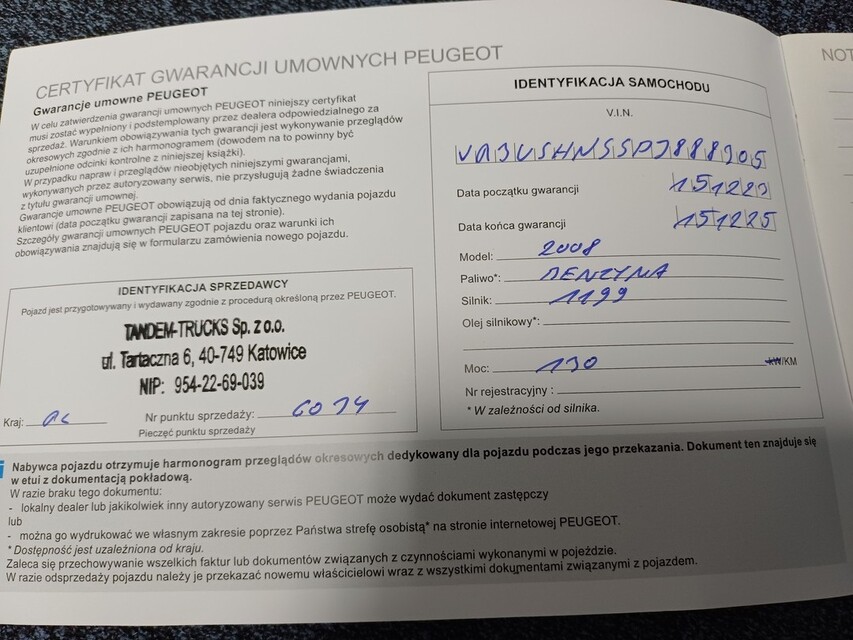 CERTYFIKAT GWARANCJI UMOWNYCH PEUGEOT
Gwarancje umowne PEUGEOT
W celu zatwierdzenia gwarancji umownych PEUGEOT niniejszy certyfikat
musi zostać wypełniony i podstemplowany przez dealera odpowiedzialnego za
sprzedaż. Warunkiem obowiązywania tych gwarancji jest wykonywanie przeglądów
okresowych zgodnie z ich harmonogramem (dowodem na to powinny być
uzupełnione odcinki kontrolne z niniejszej książki).
W przypadku napraw i przeglądów nieobjętych niniejszymi gwarancjami,
wykonywanych przez autoryzowany serwis, nie przysługują żadne świadczenia
z tytułu gwarancji umownej.
Gwarancje umowne PEUGEOT obowiązują od dnia faktycznego wydania pojazdu
klientowi (data początku gwarancji zapisana na tej stronie).
Szczegóły gwarancji umownych PEUGEOT pojazdu oraz warunki ich
obowiązywania znajdują się w formularzu zamówienia nowego pojazdu.
IDENTYFIKACJA SPRZEDAWCY
Pojazd jest przygotowywany i wydawany zgodnie z procedurą określoną przez PEUGEOT.
TANDEM-TRUCKS Sp. z o.o.
ul. Tartaczna 6, 40-749 Katowice
NIP: 954-22-69-039
Kraj: PL Nr punktu sprzedaży:
Pieczęć punktu sprzedaży
IDENTYFIKACJA SAMOCHODU
V.I.N.
Data początku gwarancji 151223
Data końca gwarancji 151225
Model: 2008
Paliwo*: BENZYNA
Silnik: 1199
Olej silnikowy*:
Moc: 130 kW/KM
Nr rejestracyjny :
* W zależności od silnika.
Nabywca pojazdu otrzymuje harmonogram przeglądów okresowych dedykowany dla pojazdu podczas jego przekazania. Dokument ten znajduje się
w etui z dokumentacją pokładową.
W razie braku tego dokumentu:
- lokalny dealer lub jakikolwiek inny autoryzowany serwis PEUGEOT może wydać dokument zastępczy
lub
- można go wydrukować we własnym zakresie poprzez Państwa strefę osobistą* na stronie internetowej PEUGEOT.
* Dostępność jest uzależniona od kraju.
Zaleca się przechowywanie wszelkich faktur lub dokumentów związanych z czynnościami wykonanymi w pojeździe.
W razie odsprzedaży pojazdu należy je przekazać nowemu właścicielowi wraz z wszystkimi dokumentami związanymi z pojazdem.
NOT